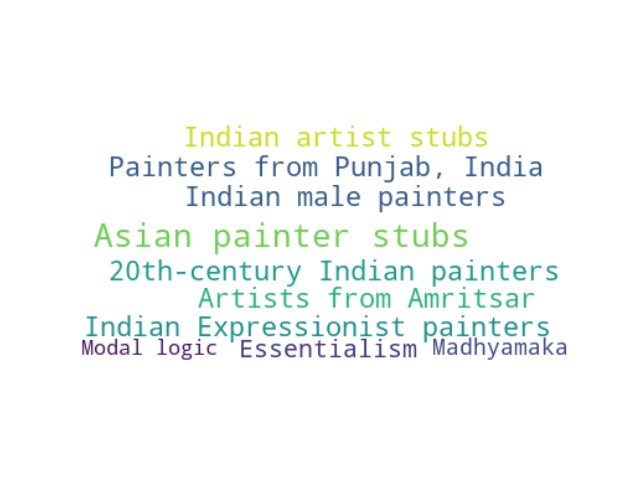 Indian artist stubs
Painters from Punjab, India
Indian male painters
Asian painter stubs
20th-century Indian painters
Artists from Amritsar
Indian Expressionist painters
Modal logic Essentialism Madhyamaka